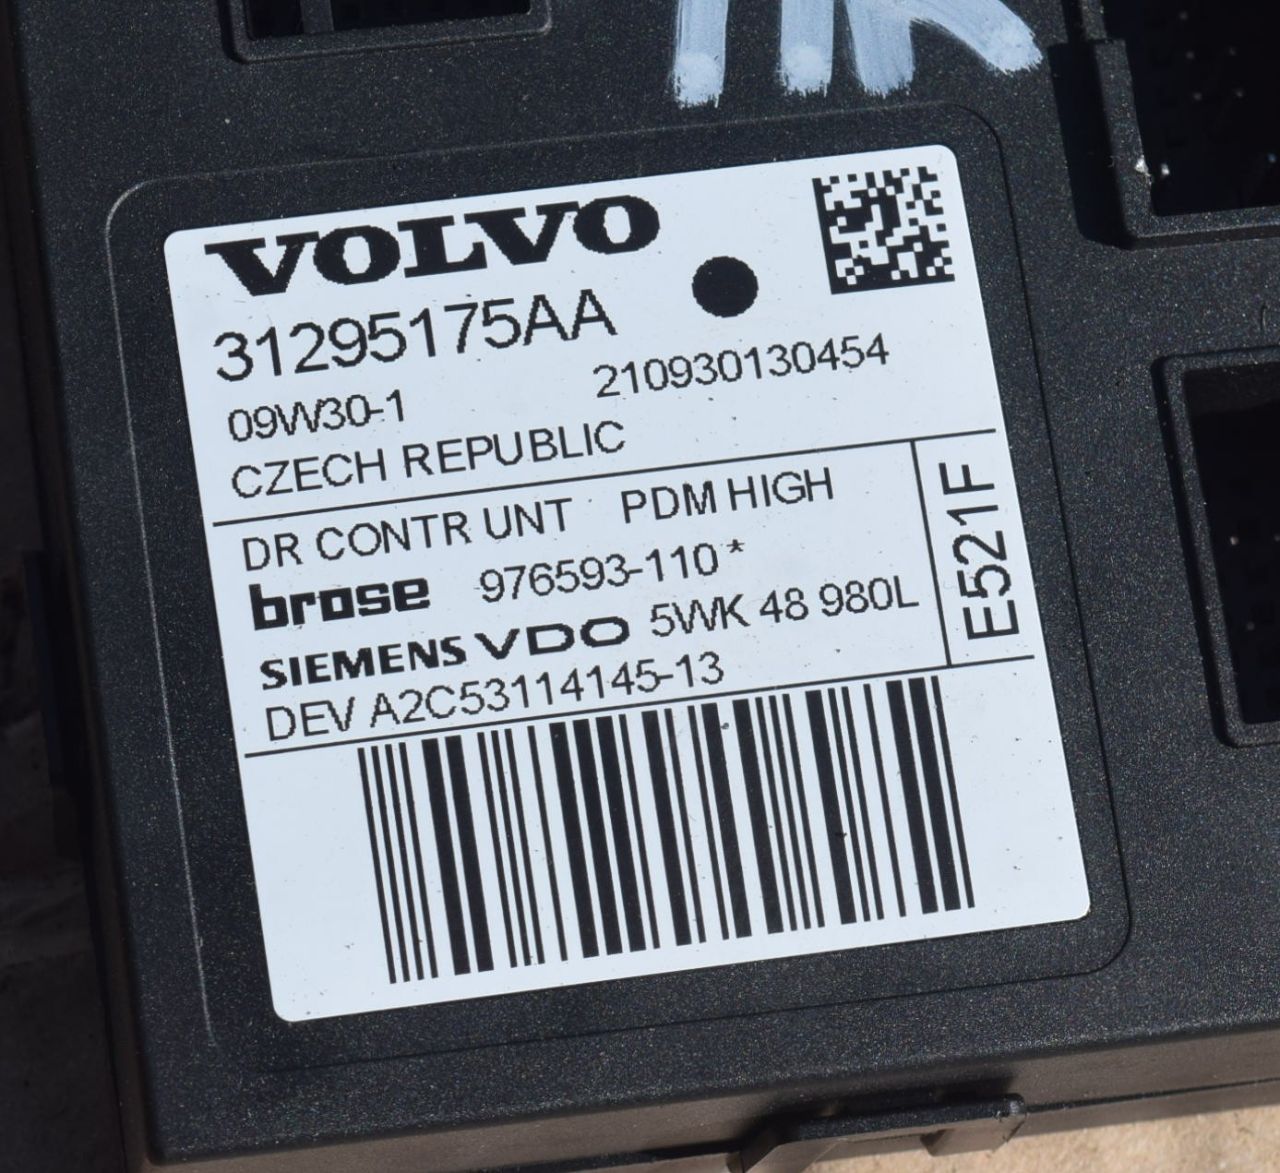 VOLVO
31295175AA
09W30-1 210930130454
CZECH REPUBLIC
DR CONTR UNT PDM HIGH
brose 976593-110*
SIEMENS VDO 5WK 48 980L
DEV A2C53114145-13
E521F